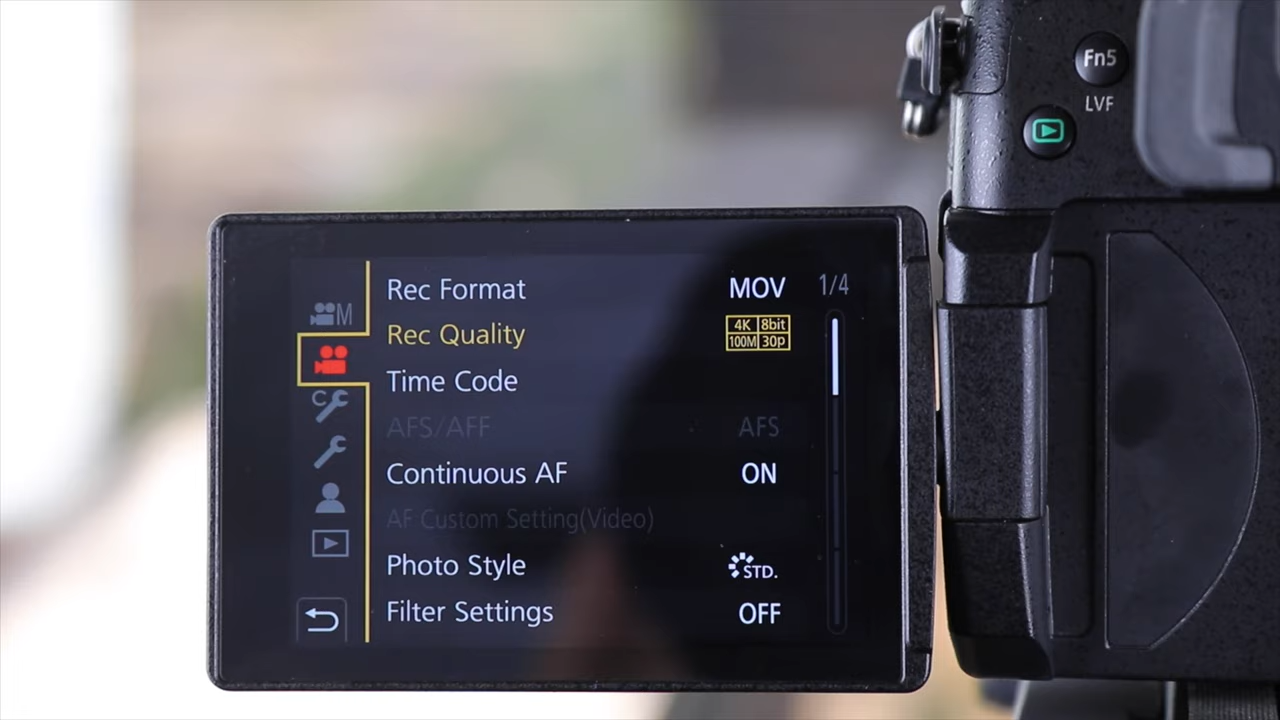 Fn5
LVF
Rec Format MOV 1/4
M
Rec Quality 4K 8bit
100M 30p
Time Code
C
AFS/AFF AFS
Continuous AF ON
AF Custom Setting(Video)
Photo Style STD.
Filter Settings OFF